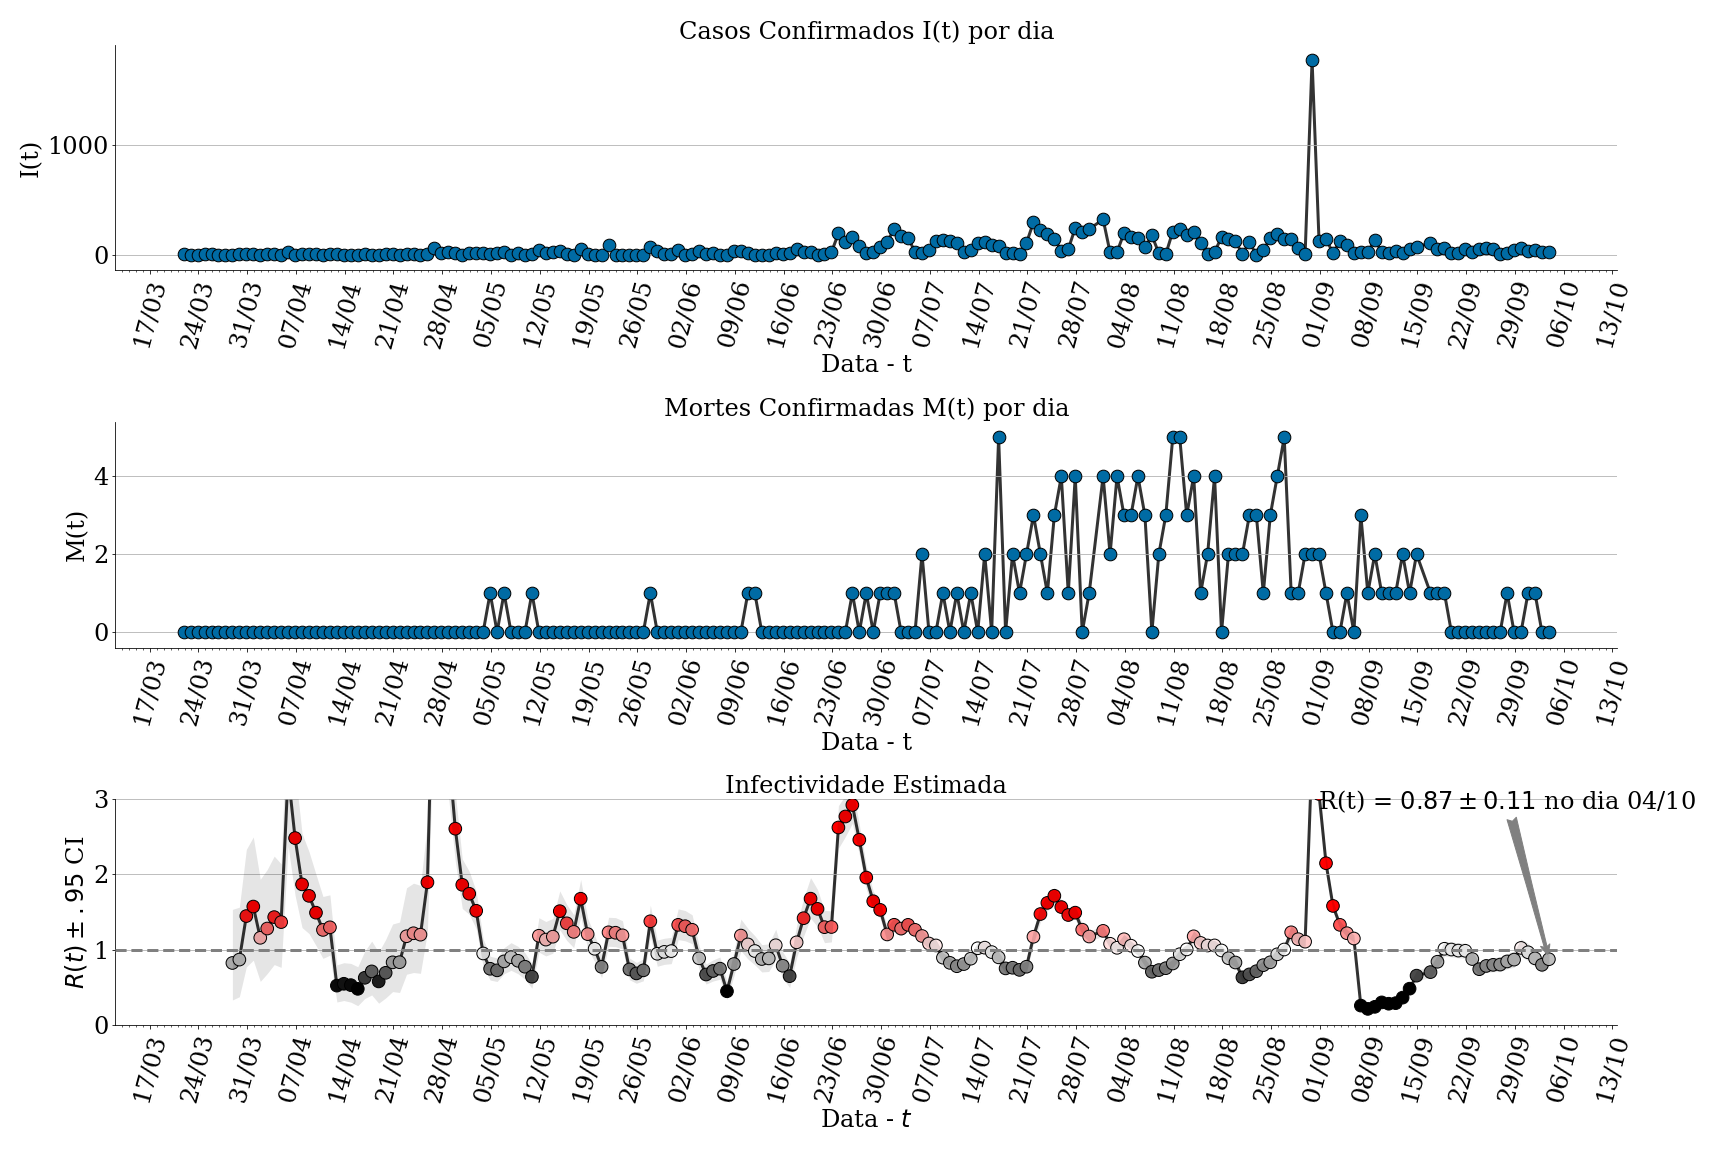 Casos Confirmados I(t) por dia
I(t)
1000
0
17/03 24/03 31/03 07/04 14/04 21/04 28/04 05/05 12/05 19/05 26/05 02/06 09/06 16/06 23/06 30/06 07/07 14/07 21/07 28/07 04/08 11/08 18/08 25/08 01/09 08/09 15/09 22/09 29/09 06/10 13/10
Data - t
Mortes Confirmadas M(t) por dia
M(t)
4
2
0
17/03 24/03 31/03 07/04 14/04 21/04 28/04 05/05 12/05 19/05 26/05 02/06 09/06 16/06 23/06 30/06 07/07 14/07 21/07 28/07 04/08 11/08 18/08 25/08 01/09 08/09 15/09 22/09 29/09 06/10 13/10
Data - t
Infectividade Estimada
R(t) = 0.87 ± 0.11 no dia 04/10
R(t) ± .95 CI
3
2
1
0
17/03 24/03 31/03 07/04 14/04 21/04 28/04 05/05 12/05 19/05 26/05 02/06 09/06 16/06 23/06 30/06 07/07 14/07 21/07 28/07 04/08 11/08 18/08 25/08 01/09 08/09 15/09 22/09 29/09 06/10 13/10
Data - t